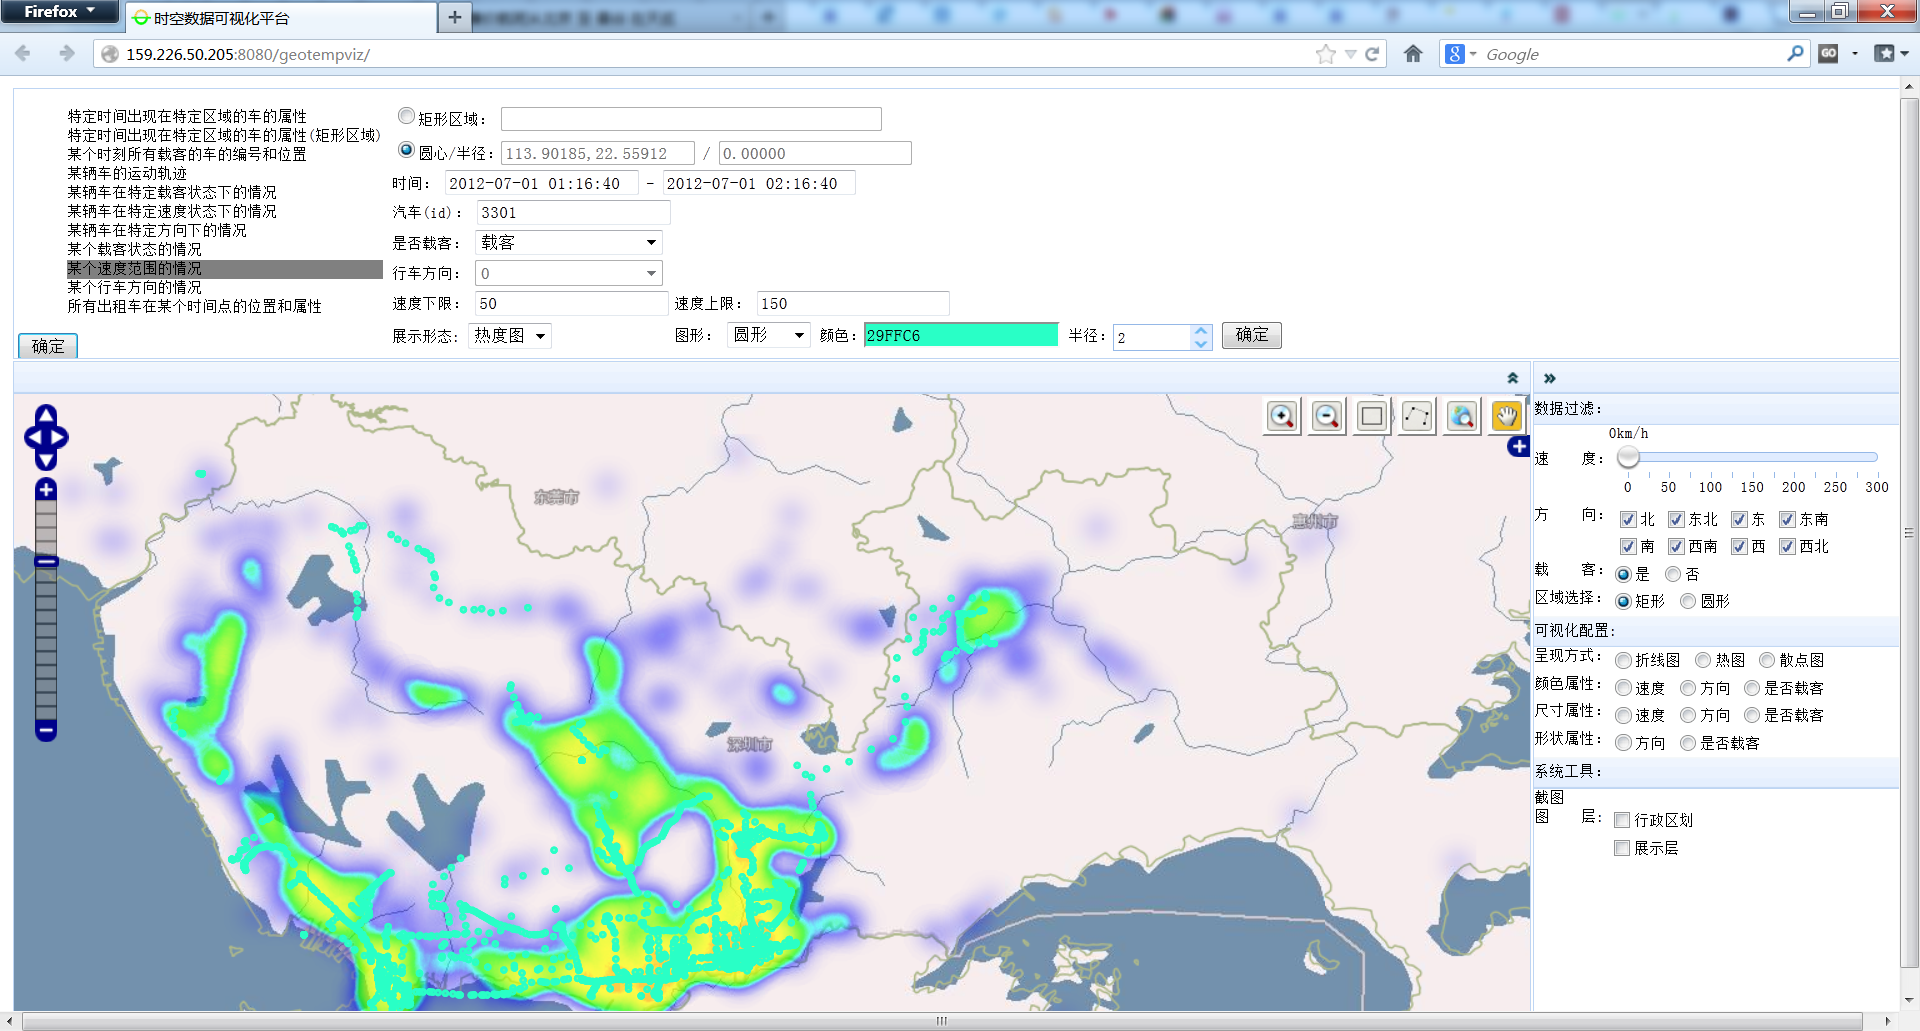 Firefox
时空数据可视化平台
159.226.50.205:8080/geotempviz/
Google
GO
特定时间出现在特定区域的车的属性
特定时间出现在特定区域的车的属性(矩形区域)
某个时刻所有载客的车的编号和位置
某辆车的运动轨迹
某辆车在特定载客状态下的情况
某辆车在特定速度状态下的情况
某辆车在特定方向下的情况
某个载客状态的情况
某个速度范围的情况
某个行车方向的情况
所有出租车在某个时间点的位置和属性
确定
矩形区域：
圆心/半径： 113.90185,22.55912 / 0.00000
时间： 2012-07-01 01:16:40 - 2012-07-01 02:16:40
汽车(id)： 3301
是否载客： 载客
行车方向： 0
速度下限： 50 速度上限： 150
展示形态: 热度图 图形： 圆形 颜色： 29FFC6 半径： 2 确定
东莞市
惠州市
深圳市
数据过滤：
0km/h
速 度：
0 50 100 150 200 250 300
方 向： 北 东北 东 东南
南 西南 西 西北
载 客： 是 否
区域选择： 矩形 圆形
可视化配置：
呈现方式： 折线图 热图 散点图
颜色属性： 速度 方向 是否载客
尺寸属性： 速度 方向 是否载客
形状属性： 方向 是否载客
系统工具：
截图
图 层： 行政区划
展示层